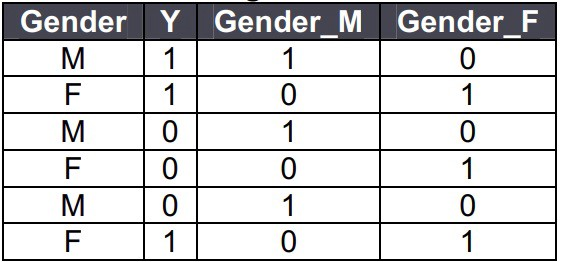 Gender Y Gender_M Gender_F
M 1 1 0
F 1 0 1
M 0 1 0
F 0 0 1
M 0 1 0
F 1 0 1